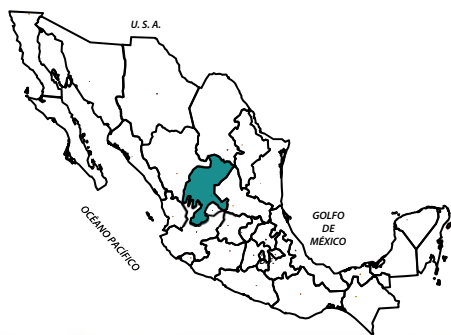 U. S. A.
OCÉANO PACÍFICO
GOLFO
DE
MÉXICO